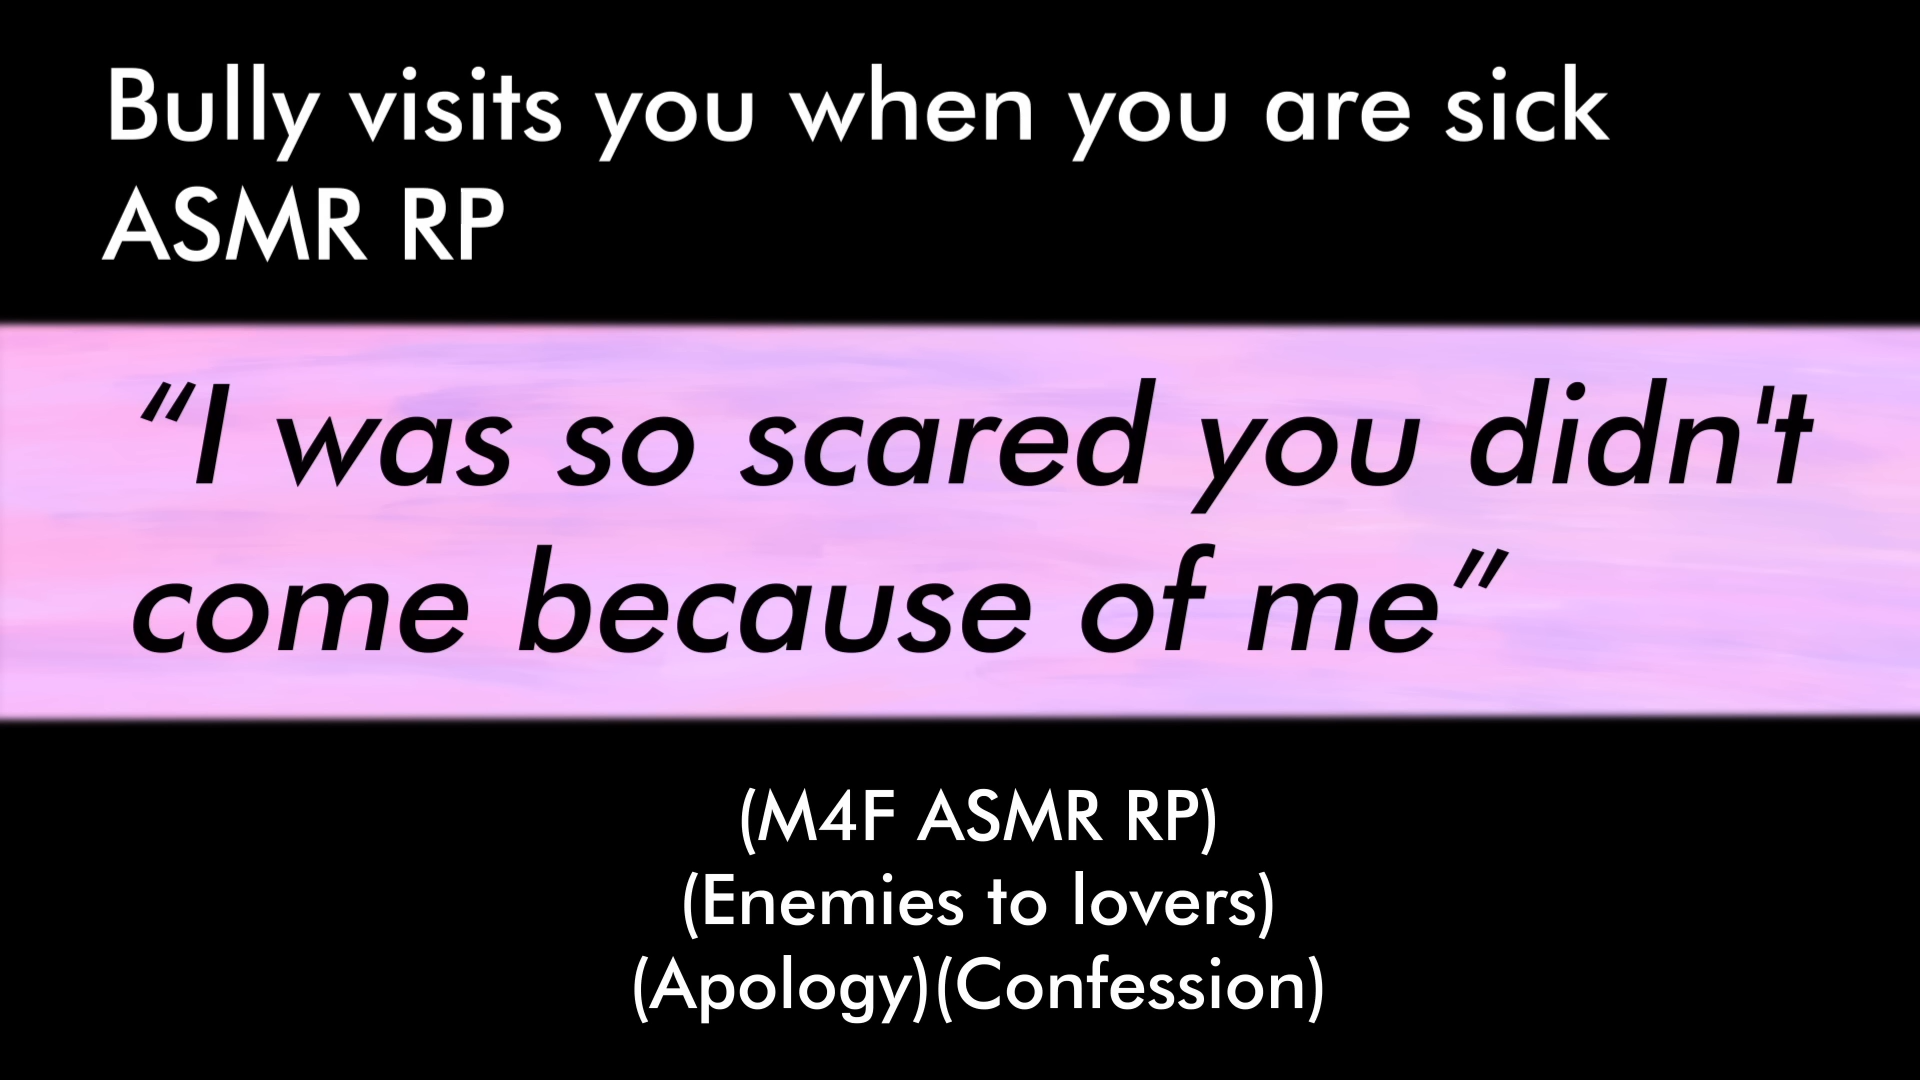 Bully visits you when you are sick
ASMR RP
“I was so scared you didn't
come because of me”
(M4F ASMR RP)
(Enemies to lovers)
(Apology)(Confession)